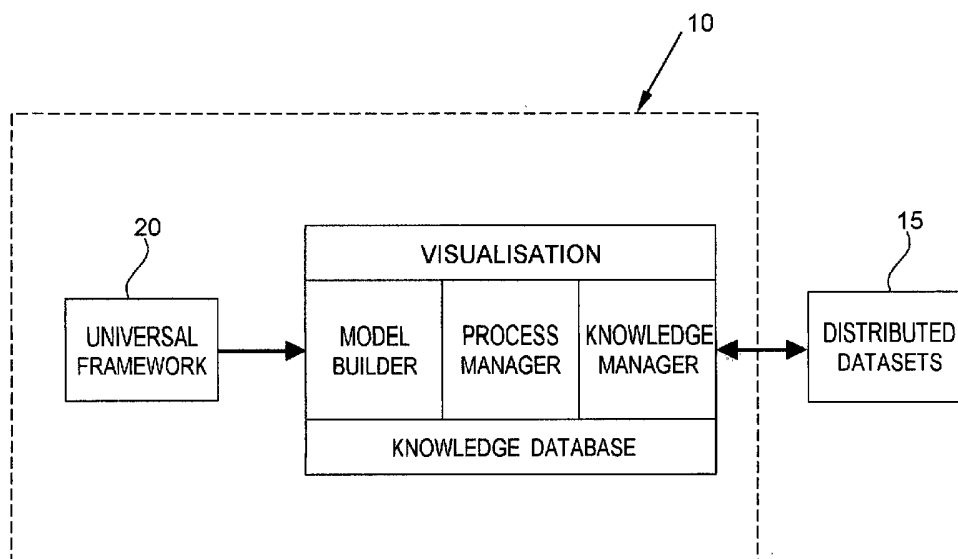 10
20
15
VISUALISATION
UNIVERSAL
FRAMEWORK
MODEL
BUILDER
PROCESS
MANAGER
KNOWLEDGE
MANAGER
DISTRIBUTED
DATASETS
KNOWLEDGE DATABASE